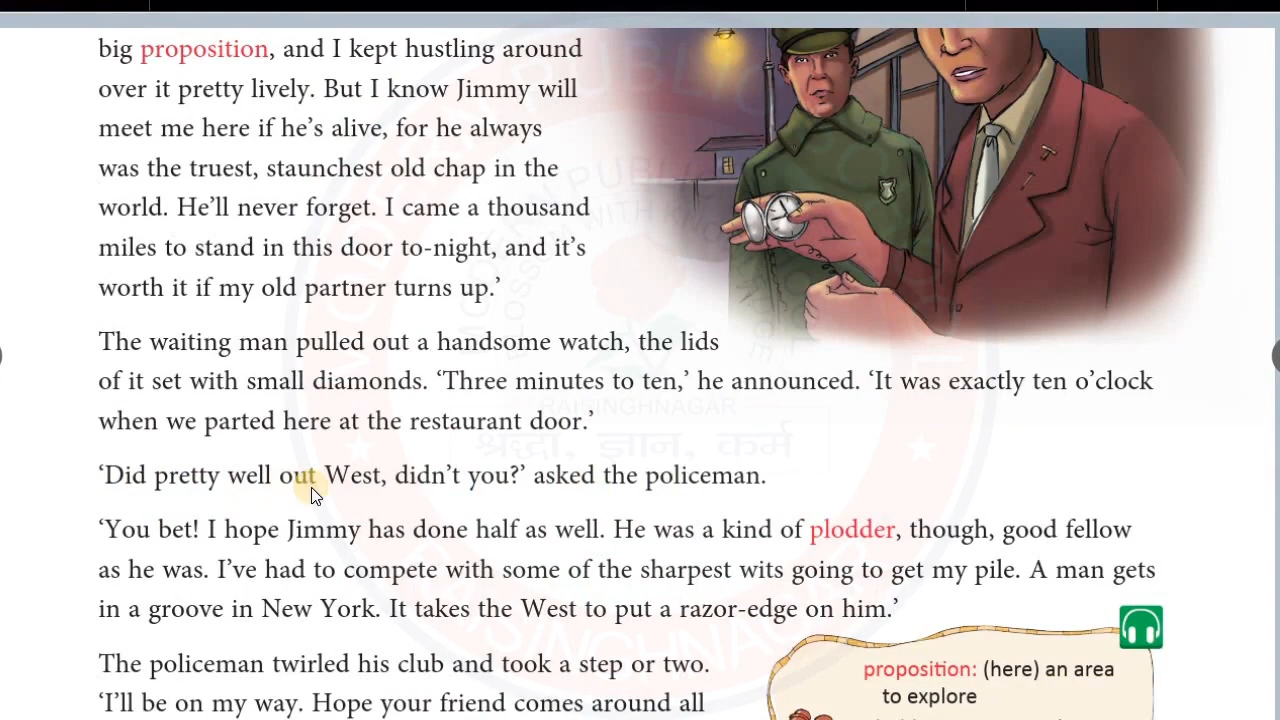 big proposition, and I kept hustling around
over it pretty lively. But I know Jimmy will
meet me here if he’s alive, for he always
was the truest, staunchest old chap in the
world. He’ll never forget. I came a thousand
miles to stand in this door to-night, and it’s
worth it if my old partner turns up.’
The waiting man pulled out a handsome watch, the lids
of it set with small diamonds. ‘Three minutes to ten,’ he announced. ‘It was exactly ten o’clock
when we parted here at the restaurant door.’
‘Did pretty well out West, didn’t you?’ asked the policeman.
‘You bet! I hope Jimmy has done half as well. He was a kind of plodder, though, good fellow
as he was. I’ve had to compete with some of the sharpest wits going to get my pile. A man gets
in a groove in New York. It takes the West to put a razor-edge on him.’
The policeman twirled his club and took a step or two.
‘I’ll be on my way. Hope your friend comes around all
proposition: (here) an area
to explore
RAISINGHNAGAR
श्रद्धा, ज्ञान, कर्म